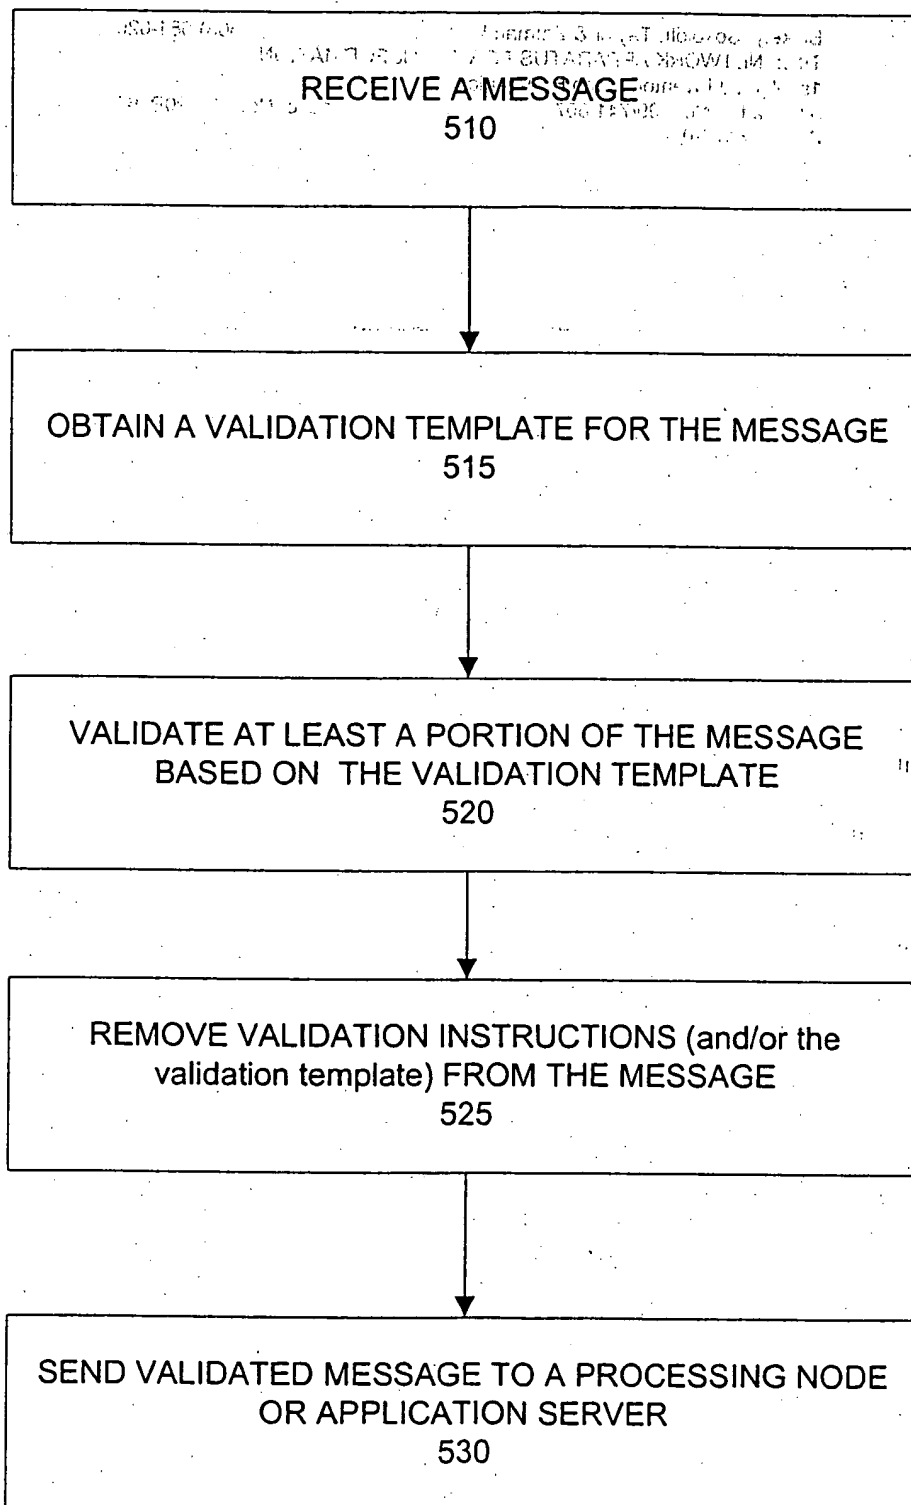 RECEIVE A MESSAGE
510
OBTAIN A VALIDATION TEMPLATE FOR THE MESSAGE
515
VALIDATE AT LEAST A PORTION OF THE MESSAGE
BASED ON THE VALIDATION TEMPLATE
520
REMOVE VALIDATION INSTRUCTIONS (and/or the
validation template) FROM THE MESSAGE
525
SEND VALIDATED MESSAGE TO A PROCESSING NODE
OR APPLICATION SERVER
530